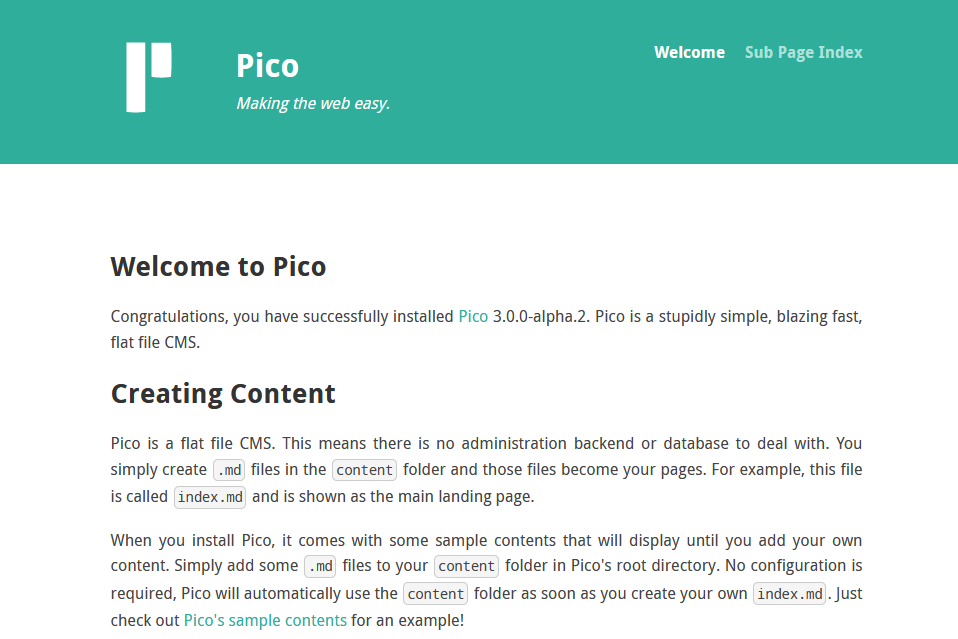 Pico
Making the web easy.
Welcome Sub Page Index
Welcome to Pico
Congratulations, you have successfully installed Pico 3.0.0-alpha.2. Pico is a stupidly simple, blazing fast,
flat file CMS.
Creating Content
Pico is a flat file CMS. This means there is no administration backend or database to deal with. You
simply create .md files in the content folder and those files become your pages. For example, this file
is called index.md and is shown as the main landing page.
When you install Pico, it comes with some sample contents that will display until you add your own
content. Simply add some .md files to your content folder in Pico's root directory. No configuration is
required, Pico will automatically use the content folder as soon as you create your own index.md. Just
check out Pico's sample contents for an example!